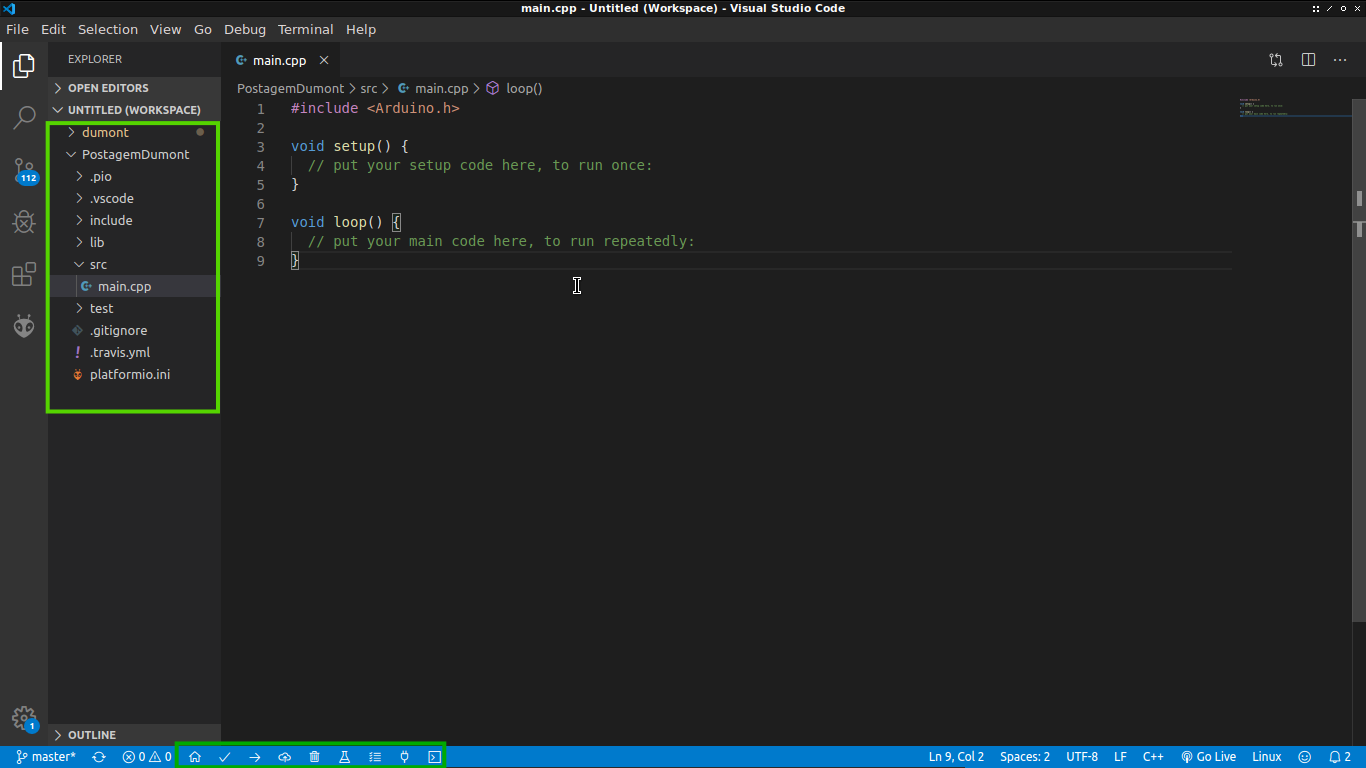 main.cpp - Untitled (Workspace) - Visual Studio Code
File Edit Selection View Go Debug Terminal Help
EXPLORER
OPEN EDITORS
UNTITLED (WORKSPACE)
dumont
PostagemDumont
.pio
.vscode
include
lib
src
main.cpp
test
.gitignore
.travis.yml
platformio.ini
OUTLINE
112
1
main.cpp
PostagemDumont > src > main.cpp > loop()
1 #include <Arduino.h>
2
3 void setup() {
4 // put your setup code here, to run once:
5 }
6
7 void loop() {
8 // put your main code here, to run repeatedly:
9 }
master* 0 0 Ln 9, Col 2 Spaces: 2 UTF-8 LF C++ Go Live Linux 2